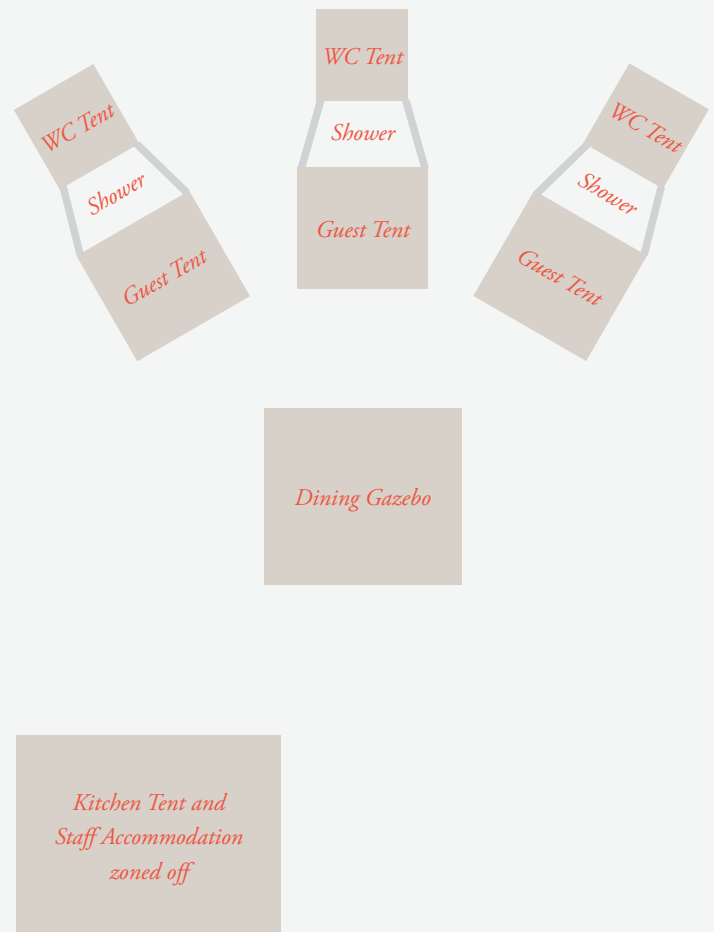 WC Tent
Shower
Guest Tent
WC Tent
Shower
Guest Tent
WC Tent
Shower
Guest Tent
Dining Gazebo
Kitchen Tent and
Staff Accommodation
zoned off